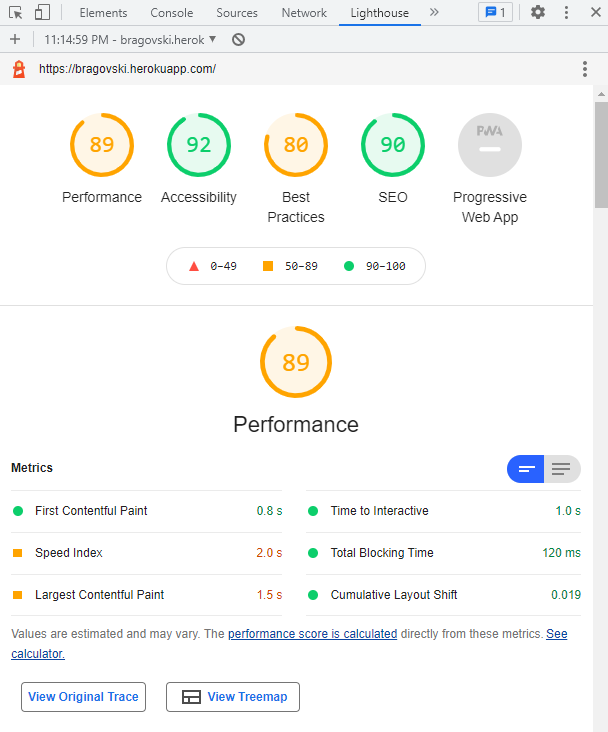 Elements Console Sources Network Lighthouse 1
11:14:59 PM - bragovski.herok
https://bragovski.herokuapp.com/
89 92 80 90 PWA
Performance Accessibility Best Practices SEO Progressive Web App
0–49 50–89 90–100
89
Performance
Metrics
First Contentful Paint 0.8 s
Time to Interactive 1.0 s
Speed Index 2.0 s
Total Blocking Time 120 ms
Largest Contentful Paint 1.5 s
Cumulative Layout Shift 0.019
Values are estimated and may vary. The performance score is calculated directly from these metrics. See
calculator.
View Original Trace View Treemap